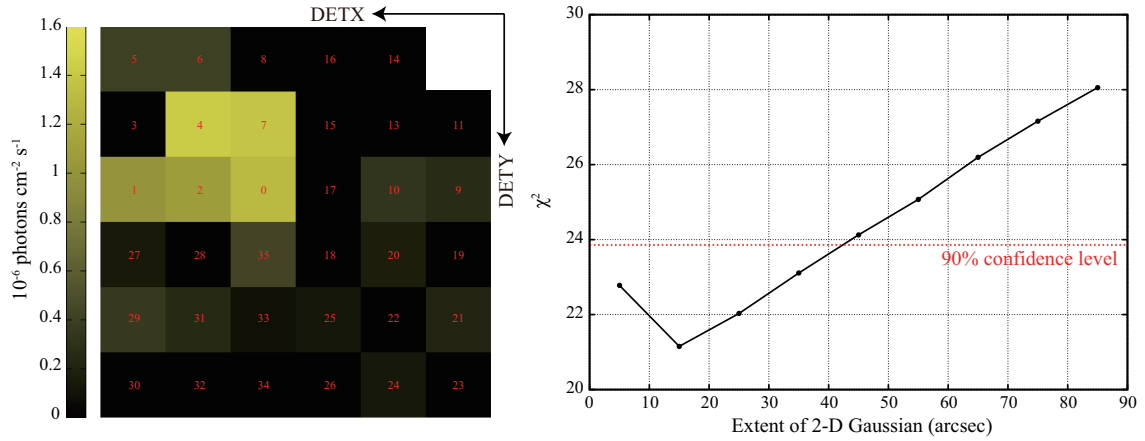 DETX
DETY
1.6
1.4
1.2
1
0.8
0.6
0.4
0.2
0
10⁻⁶ photons cm⁻² s⁻¹
5 6 8 16 14
3 4 7 15 13 11
1 2 0 17 10 9
27 28 35 18 20 19
29 31 33 25 22 21
30 32 34 26 24 23
30
28
26
24
22
20
χ²
90% confidence level
0 10 20 30 40 50 60 70 80 90
Extent of 2-D Gaussian (arcsec)